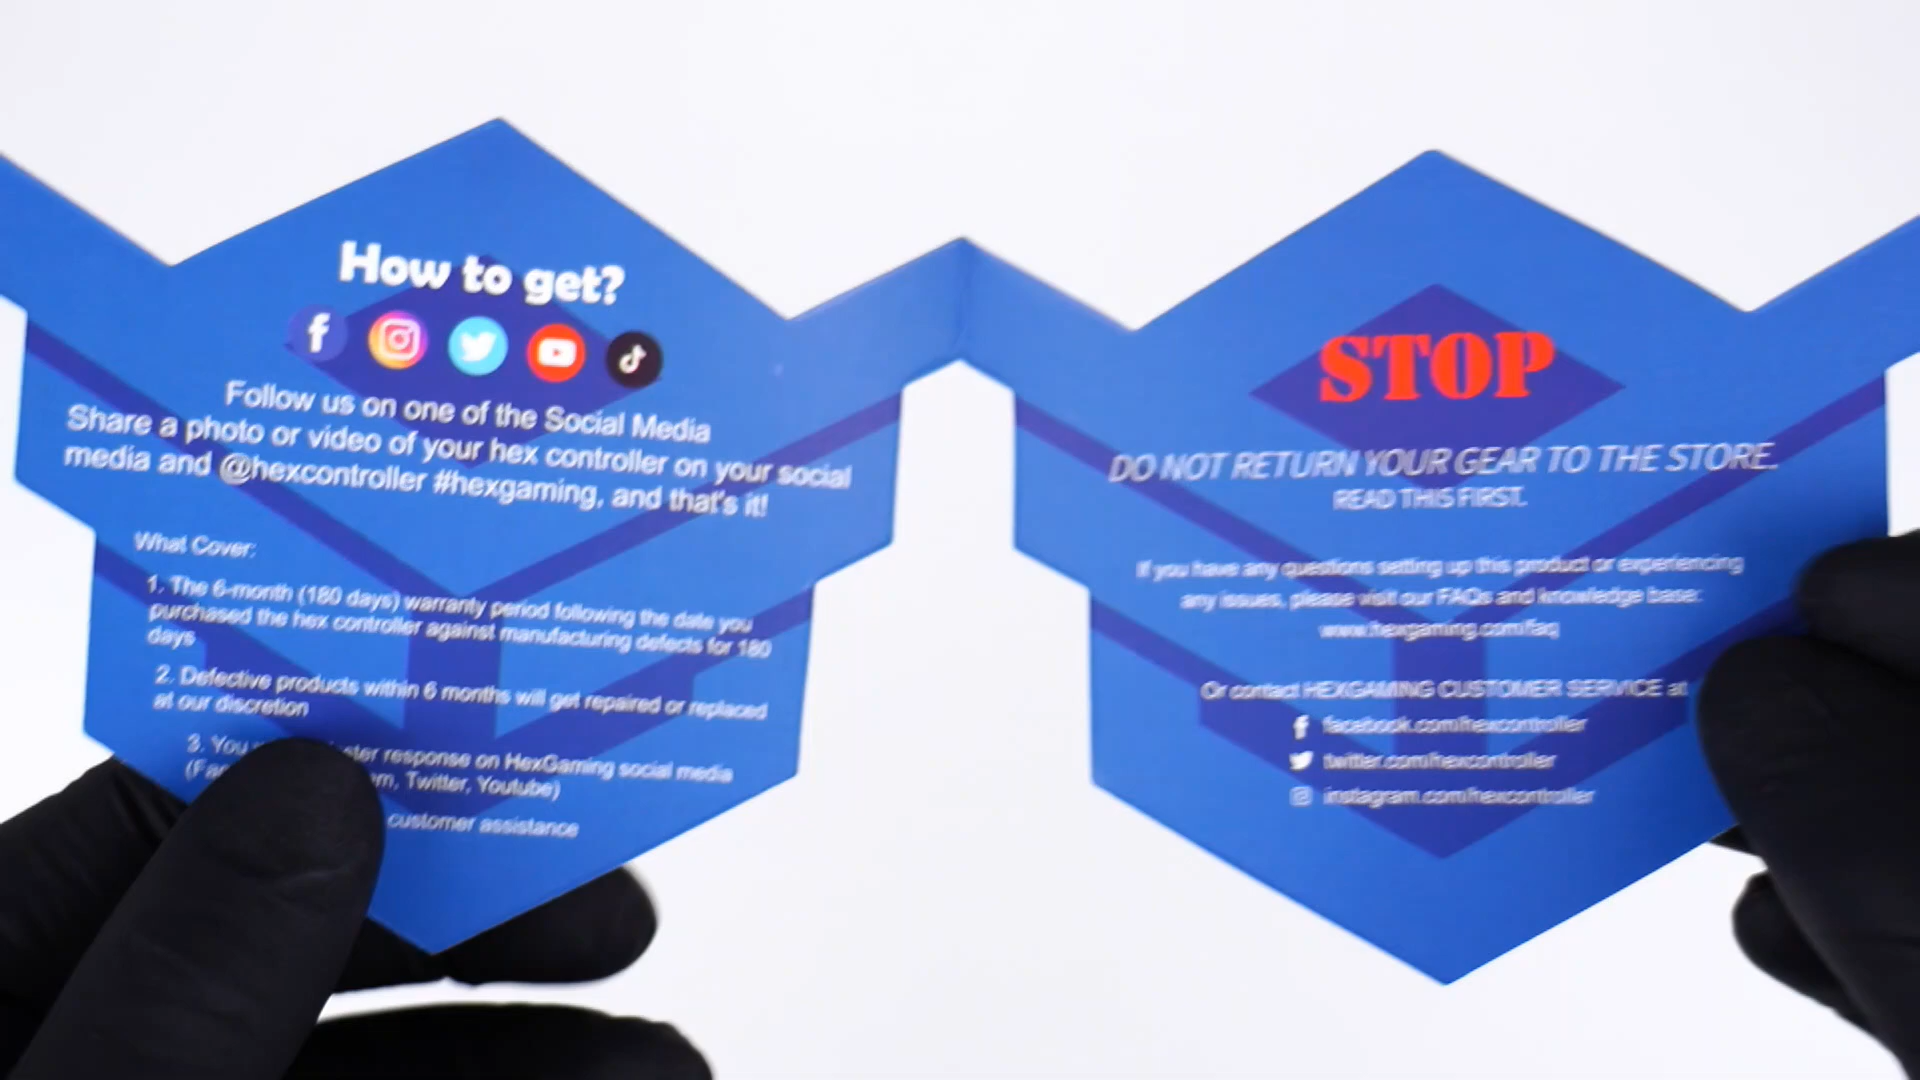 How to get?
Follow us on one of the Social Media
Share a photo or video of your hex controller on your social
media and @hexcontroller #hexgaming, and that's it!
What Cover:
1. The 6-month (180 days) warranty period following the date you
purchased the hex controller against manufacturing defects for 180
days
2. Defective products within 6 months will get repaired or replaced
at our discretion
3. You response on HexGaming social media
Twitter, Youtube)
customer assistance
STOP
DO NOT RETURN YOUR GEAR TO THE STORE.
READ THIS FIRST.
If you have any questions setting up this product or experiencing
any issues, please visit our FAQs and knowledge base:
www.hexgaming.com/faq
Or contact HEXGAMING CUSTOMER SERVICE at
facebook.com/hexcontroller
twitter.com/hexcontroller
instagram.com/hexcontroller